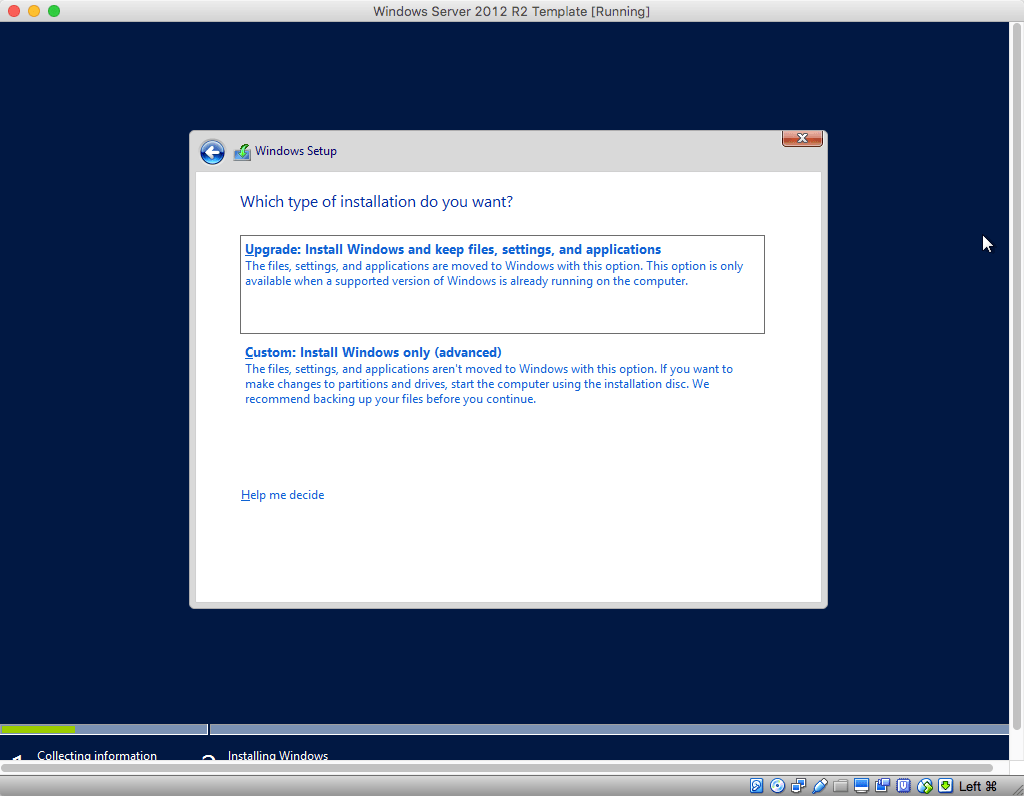 Windows Server 2012 R2 Template [Running]
Windows Setup
Which type of installation do you want?
Upgrade: Install Windows and keep files, settings, and applications
The files, settings, and applications are moved to Windows with this option. This option is only
available when a supported version of Windows is already running on the computer.
Custom: Install Windows only (advanced)
The files, settings, and applications aren't moved to Windows with this option. If you want to
make changes to partitions and drives, start the computer using the installation disc. We
recommend backing up your files before you continue.
Help me decide
Collecting information
Installing Windows
Left ⌘